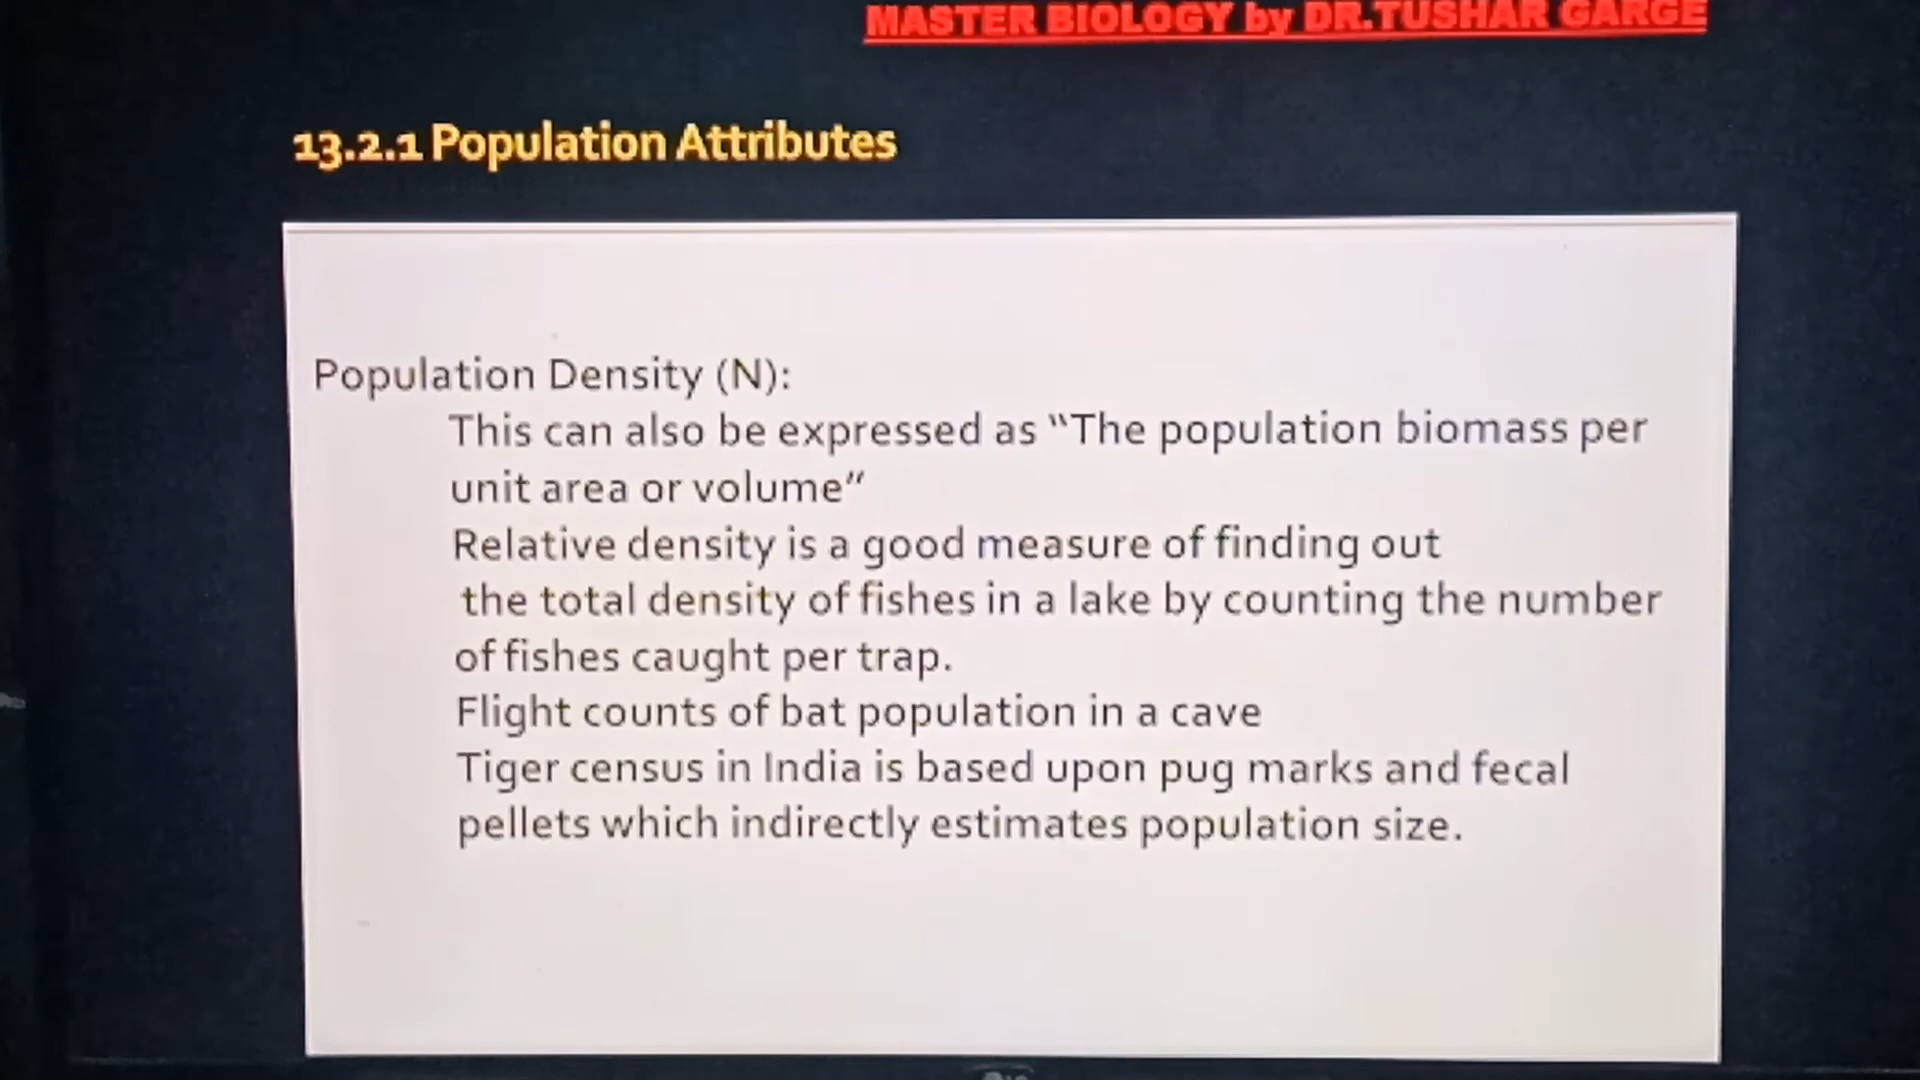 MASTER BIOLOGY by DR.TUSHAR GARGE
13.2.1 Population Attributes
Population Density (N):
This can also be expressed as “The population biomass per
unit area or volume”
Relative density is a good measure of finding out
the total density of fishes in a lake by counting the number
of fishes caught per trap.
Flight counts of bat population in a cave
Tiger census in India is based upon pug marks and fecal
pellets which indirectly estimates population size.